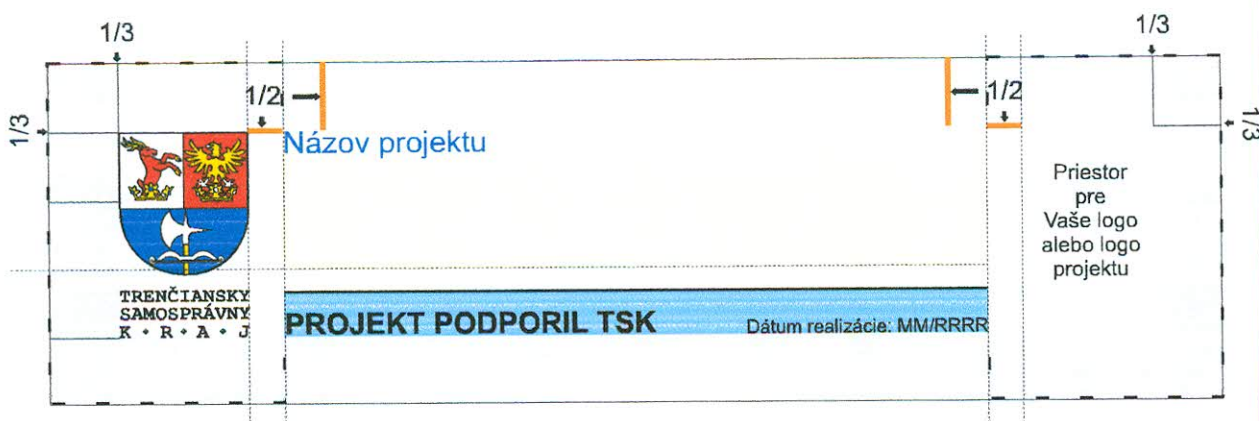 1/3
1/3
1/2
1/2
1/3
1/3
Názov projektu
Priestor
pre
Vaše logo
alebo logo
projektu
TRENČIANSKY
SAMOSPRÁVNY
K · R · A · J
PROJEKT PODPORIL TSK
Dátum realizácie: MM/RRRR